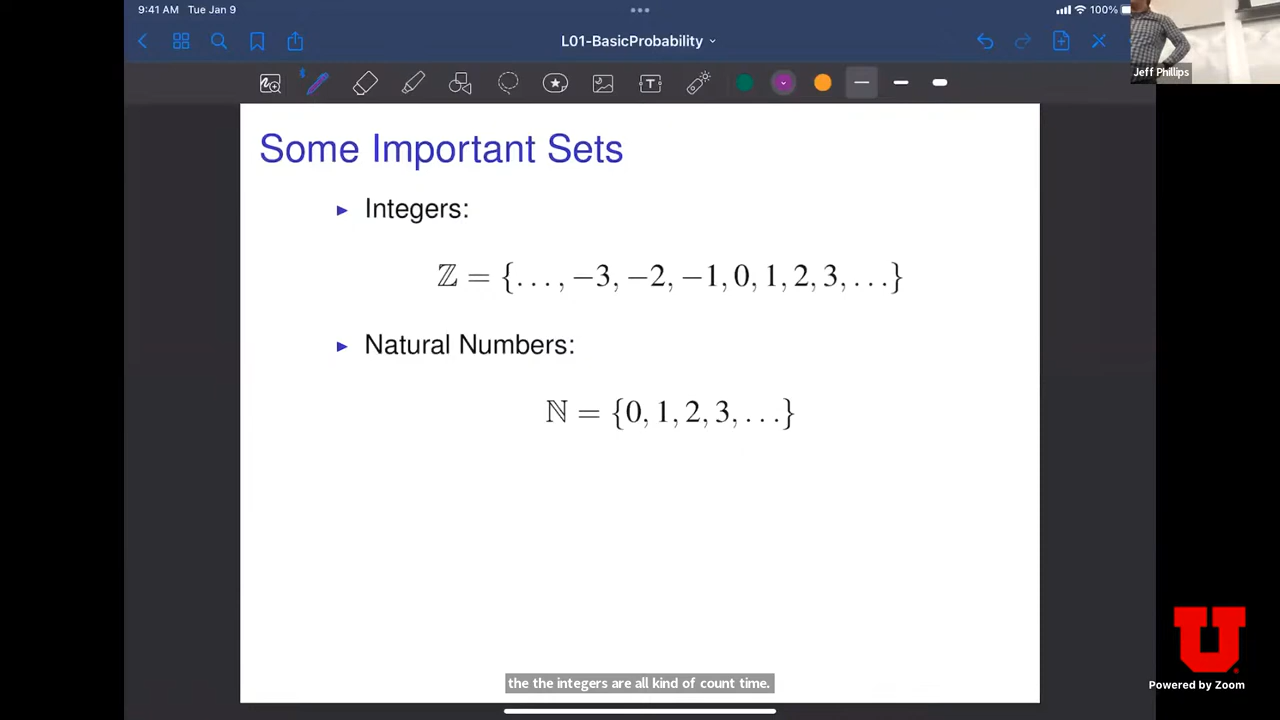 9:41 AM Tue Jan 9
100%
L01-BasicProbability
Jeff Phillips
Some Important Sets
Integers:
ℤ = {. . . , −3, −2, −1, 0, 1, 2, 3, . . .}
Natural Numbers:
ℕ = {0, 1, 2, 3, . . .}
the the integers are all kind of count time.
U
Powered by Zoom